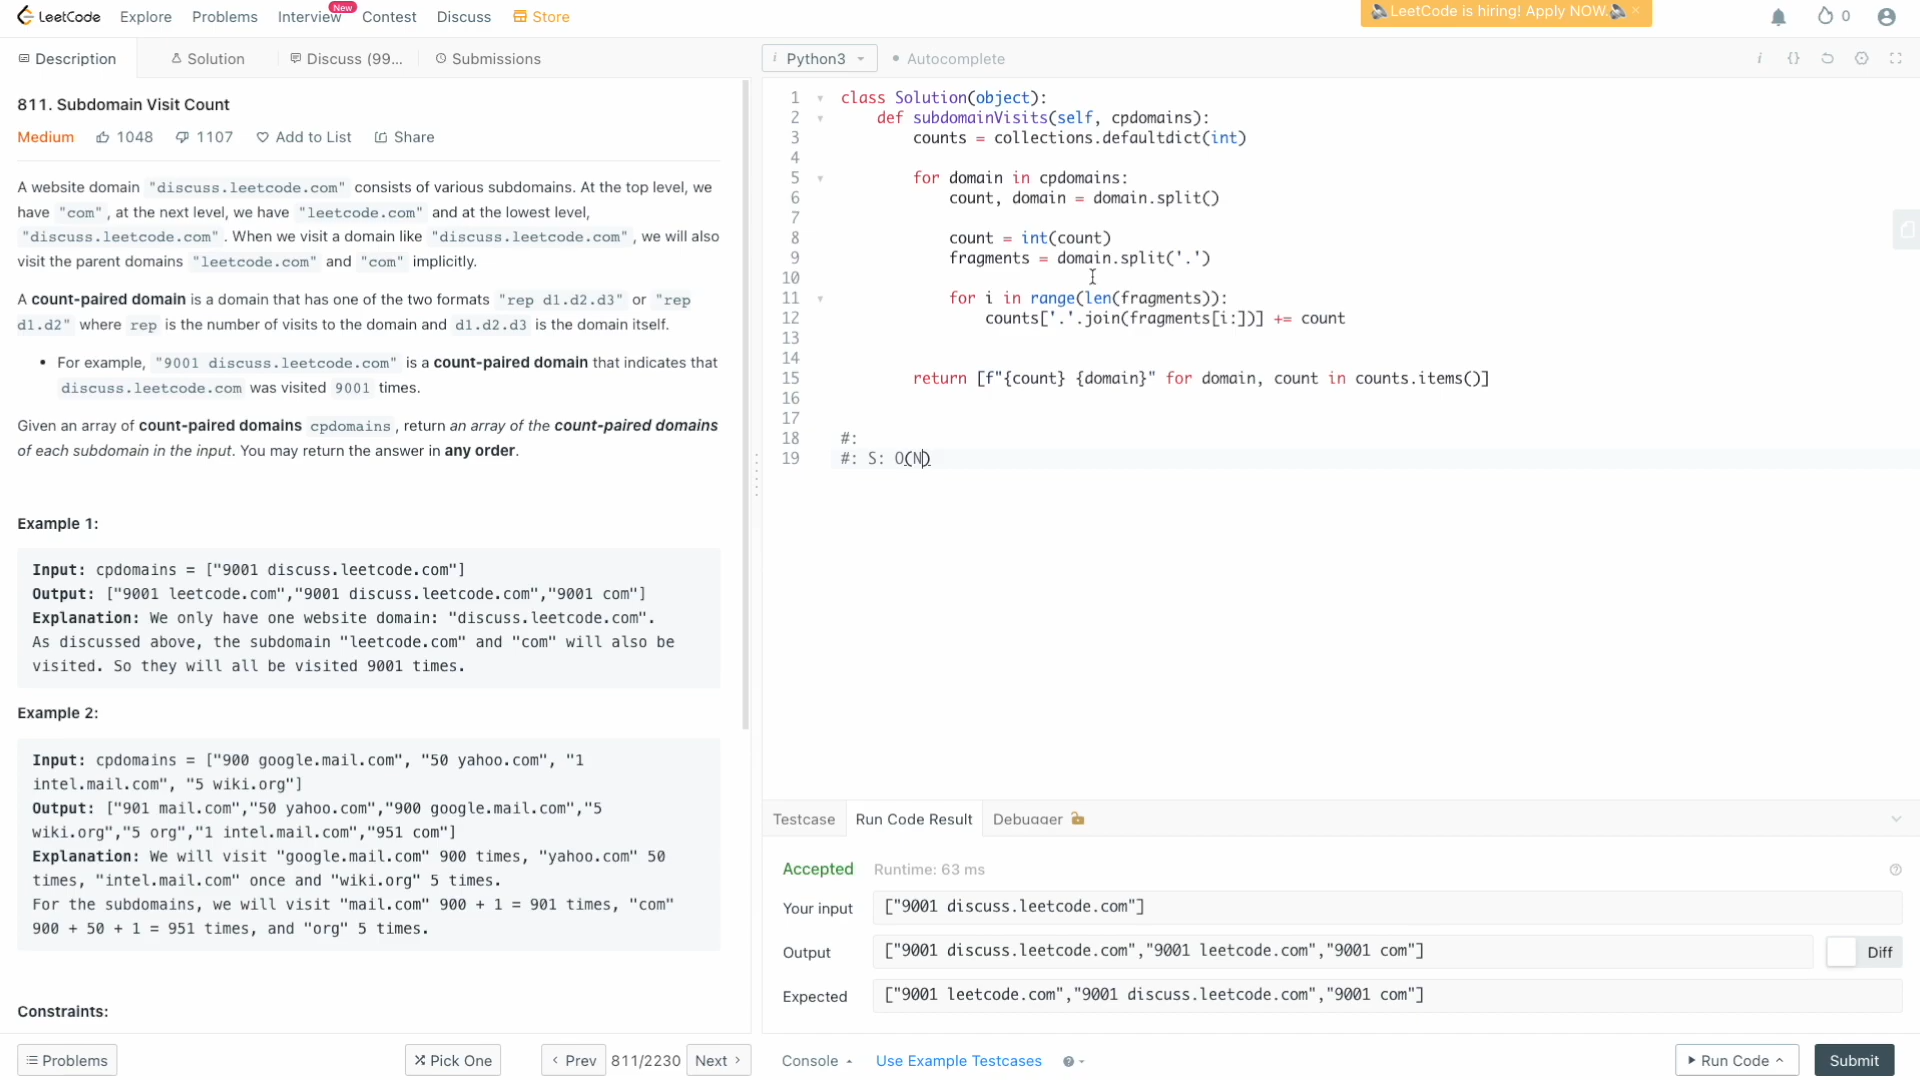 LeetCode Explore Problems Interview New Contest Discuss Store LeetCode is hiring! Apply NOW. × 0
Description Solution Discuss (99... Submissions
811. Subdomain Visit Count
Medium 1048 1107 Add to List Share
A website domain "discuss.leetcode.com" consists of various subdomains. At the top level, we
have "com", at the next level, we have "leetcode.com" and at the lowest level,
"discuss.leetcode.com". When we visit a domain like "discuss.leetcode.com", we will also
visit the parent domains "leetcode.com" and "com" implicitly.
A count-paired domain is a domain that has one of the two formats "rep d1.d2.d3" or "rep
d1.d2" where rep is the number of visits to the domain and d1.d2.d3 is the domain itself.
• For example, "9001 discuss.leetcode.com" is a count-paired domain that indicates that
discuss.leetcode.com was visited 9001 times.
Given an array of count-paired domains cpdomains, return an array of the count-paired domains
of each subdomain in the input. You may return the answer in any order.
Example 1:
Input: cpdomains = ["9001 discuss.leetcode.com"]
Output: ["9001 leetcode.com","9001 discuss.leetcode.com","9001 com"]
Explanation: We only have one website domain: "discuss.leetcode.com".
As discussed above, the subdomain "leetcode.com" and "com" will also be
visited. So they will all be visited 9001 times.
Example 2:
Input: cpdomains = ["900 google.mail.com", "50 yahoo.com", "1
intel.mail.com", "5 wiki.org"]
Output: ["901 mail.com","50 yahoo.com","900 google.mail.com","5
wiki.org","5 org","1 intel.mail.com","951 com"]
Explanation: We will visit "google.mail.com" 900 times, "yahoo.com" 50
times, "intel.mail.com" once and "wiki.org" 5 times.
For the subdomains, we will visit "mail.com" 900 + 1 = 901 times, "com"
900 + 50 + 1 = 951 times, and "org" 5 times.
Constraints:
Problems Pick One < Prev 811/2230 Next >
i Python3 • Autocomplete i {}
1 class Solution(object):
2 def subdomainVisits(self, cpdomains):
3 counts = collections.defaultdict(int)
4
5 for domain in cpdomains:
6 count, domain = domain.split()
7
8 count = int(count)
9 fragments = domain.split('.')
10
11 for i in range(len(fragments)):
12 counts['.'.join(fragments[i:])] += count
13
14
15 return [f"{count} {domain}" for domain, count in counts.items()]
16
17
18 #:
19 #: S: O(N)
Testcase Run Code Result Debugger
Accepted Runtime: 63 ms
Your input ["9001 discuss.leetcode.com"]
Output ["9001 discuss.leetcode.com","9001 leetcode.com","9001 com"] Diff
Expected ["9001 leetcode.com","9001 discuss.leetcode.com","9001 com"]
Console Use Example Testcases Run Code Submit